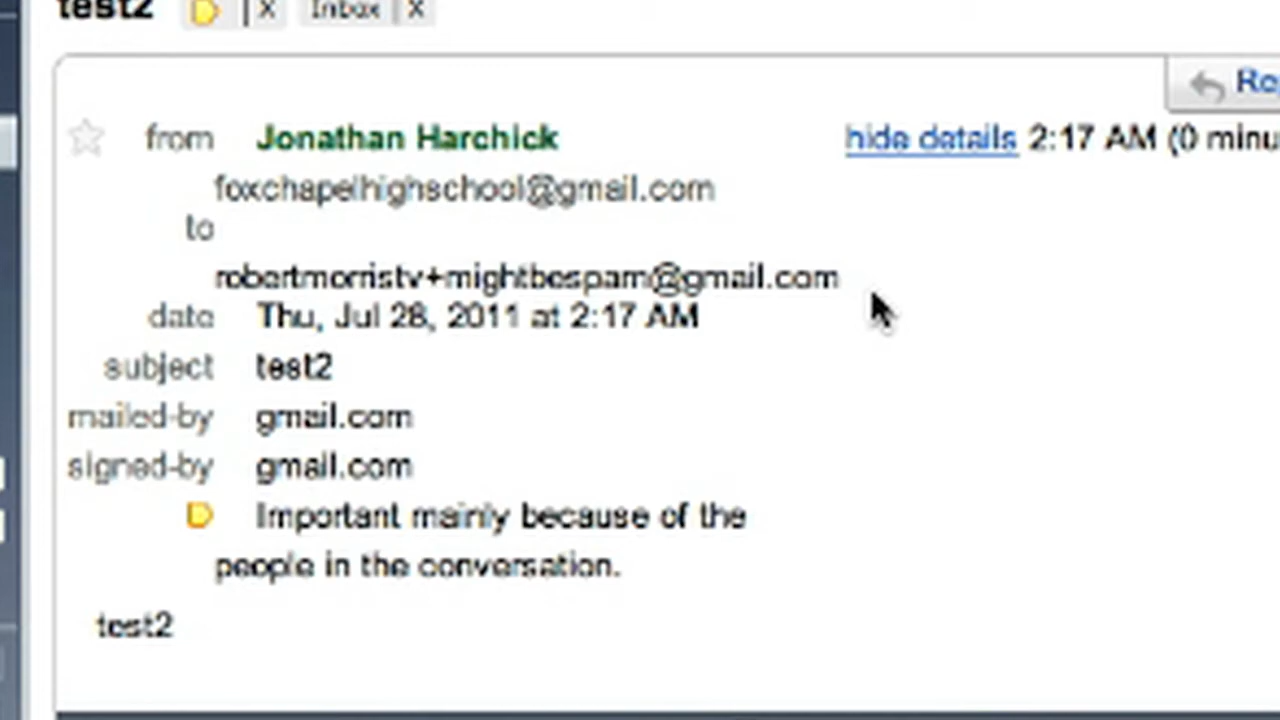 test2 | x Inbox | x
Re
from Jonathan Harchick hide details 2:17 AM (0 minu
foxchapelhighschool@gmail.com
to
robertmorristv+mightbespam@gmail.com
date Thu, Jul 28, 2011 at 2:17 AM
subject test2
mailed-by gmail.com
signed-by gmail.com
Important mainly because of the
people in the conversation.
test2